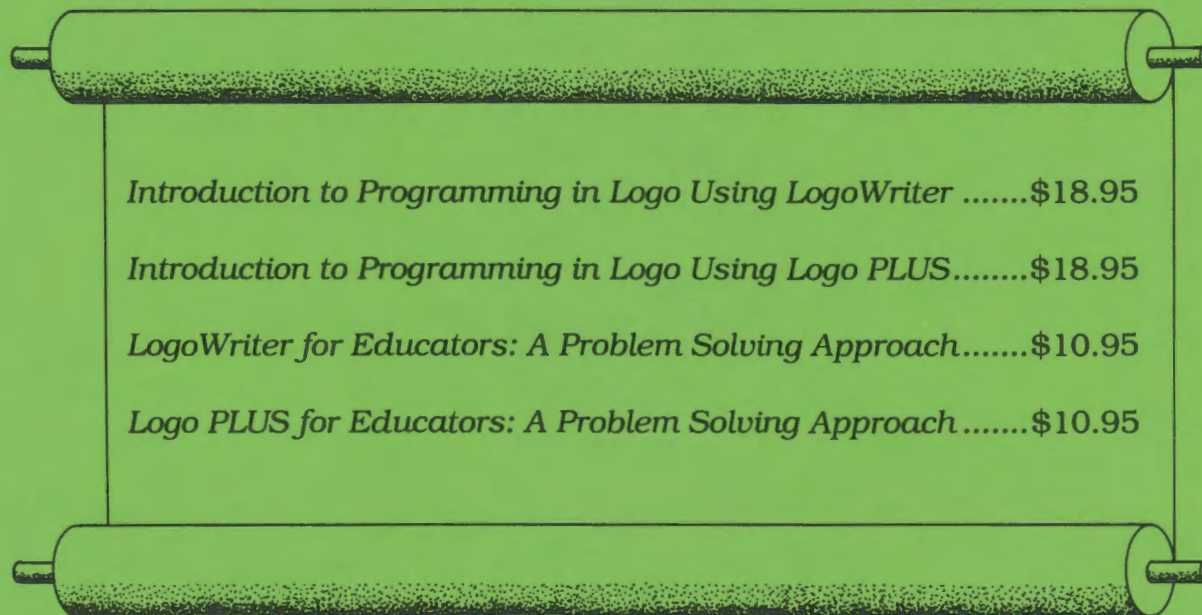 Introduction to Programming in Logo Using LogoWriter .......$18.95
Introduction to Programming in Logo Using Logo PLUS........$18.95
LogoWriter for Educators: A Problem Solving Approach.......$10.95
Logo PLUS for Educators: A Problem Solving Approach.......$10.95